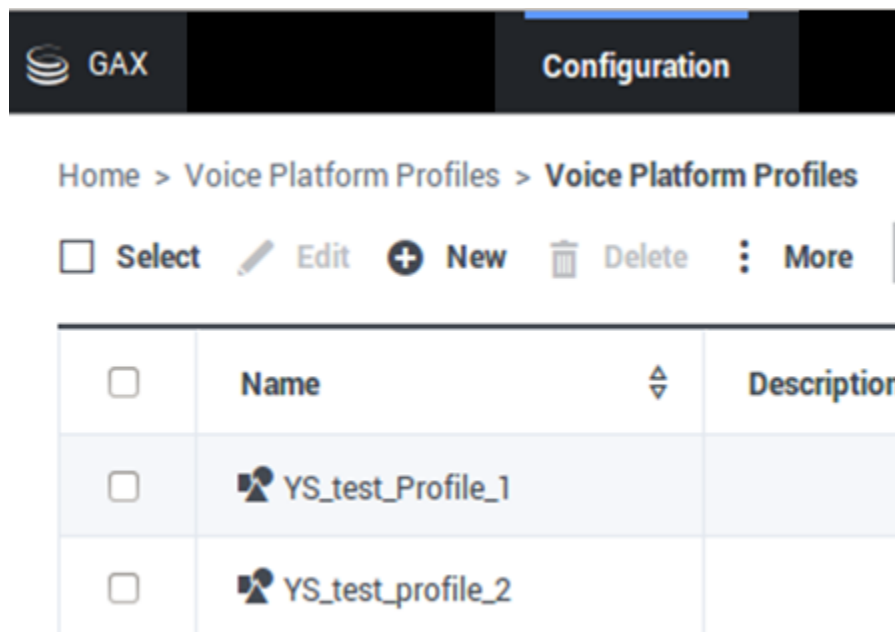 GAX Configuration
Home > Voice Platform Profiles > Voice Platform Profiles
Select Edit New Delete More
Name Description
YS_test_Profile_1
YS_test_profile_2